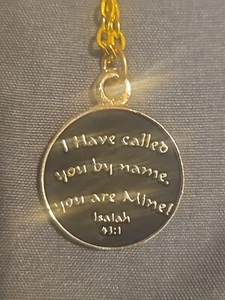 I Have called
you by name,
you are Mine!
Isaiah
43:1